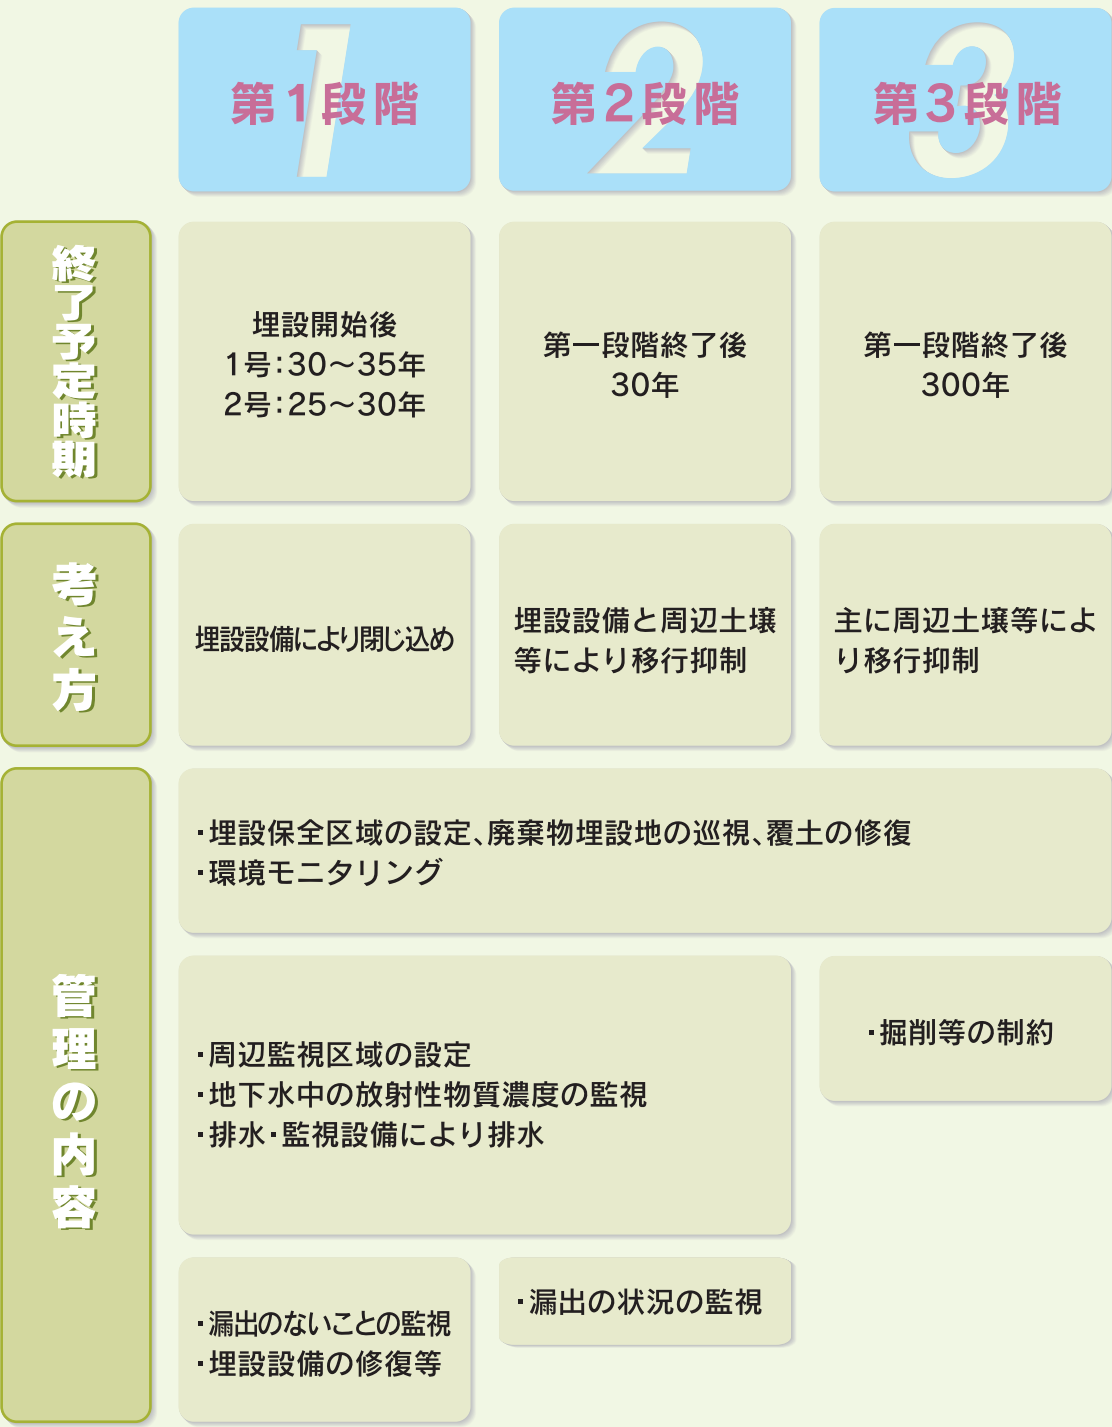 第1段階
第2段階
第3段階
終了予定時期
埋設開始後
1号：30～35年
2号：25～30年
第一段階終了後
30年
第一段階終了後
300年
考え方
埋設設備により閉じ込め
埋設設備と周辺土壌
等により移行抑制
主に周辺土壌等によ
り移行抑制
管理の内容
・埋設保全区域の設定、廃棄物埋設地の巡視、覆土の修復
・環境モニタリング
・周辺監視区域の設定
・地下水中の放射性物質濃度の監視
・排水・監視設備により排水
・掘削等の制約
・漏出のないことの監視
・埋設設備の修復等
・漏出の状況の監視